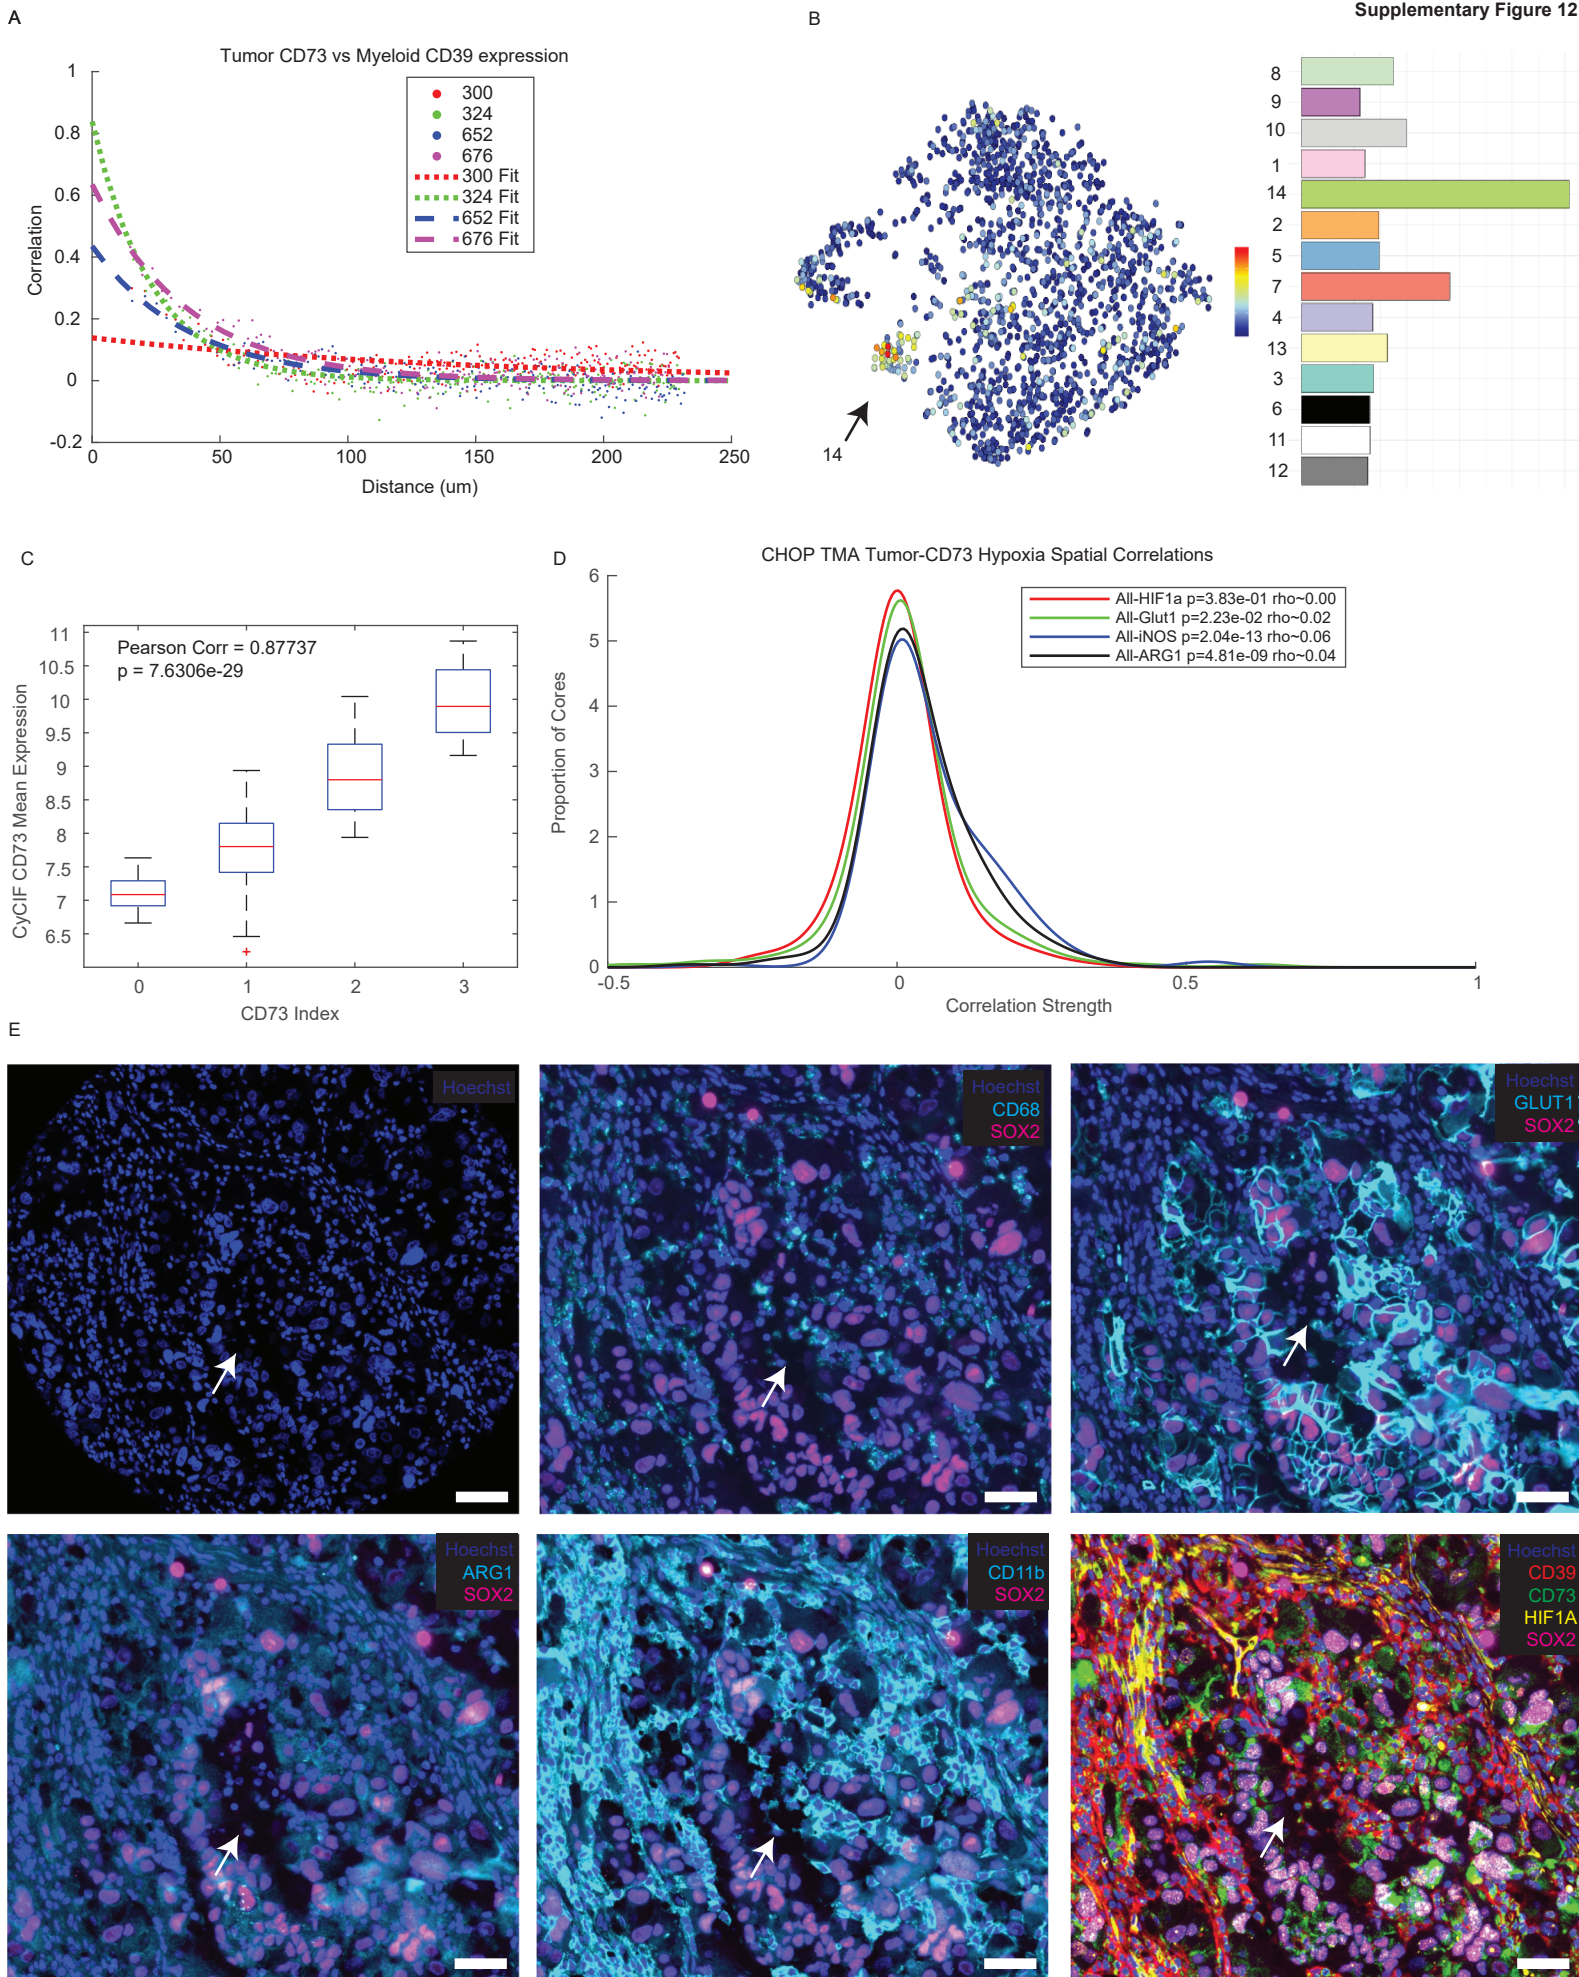 Supplementary Figure 12
A
Tumor CD73 vs Myeloid CD39 expression
1
0.8
0.6
0.4
0.2
0
-0.2
Correlation
0 50 100 150 200 250
Distance (um)
300
324
652
676
300 Fit
324 Fit
652 Fit
676 Fit
B
14
8
9
10
1
14
2
5
7
4
13
3
6
11
12
C
Pearson Corr = 0.87737
p = 7.6306e-29
11
10.5
10
9.5
9
8.5
8
7.5
7
6.5
CyCIF CD73 Mean Expression
0 1 2 3
CD73 Index
D
CHOP TMA Tumor-CD73 Hypoxia Spatial Correlations
All-HIF1a p=3.83e-01 rho~0.00
All-Glut1 p=2.23e-02 rho~0.02
All-iNOS p=2.04e-13 rho~0.06
All-ARG1 p=4.81e-09 rho~0.04
6
5
4
3
2
1
0
Proportion of Cores
-0.5 0 0.5 1
Correlation Strength
E
Hoechst
Hoechst
CD68
SOX2
Hoechst
GLUT1
SOX2
Hoechst
ARG1
SOX2
Hoechst
CD11b
SOX2
Hoechst
CD39
CD73
HIF1A
SOX2